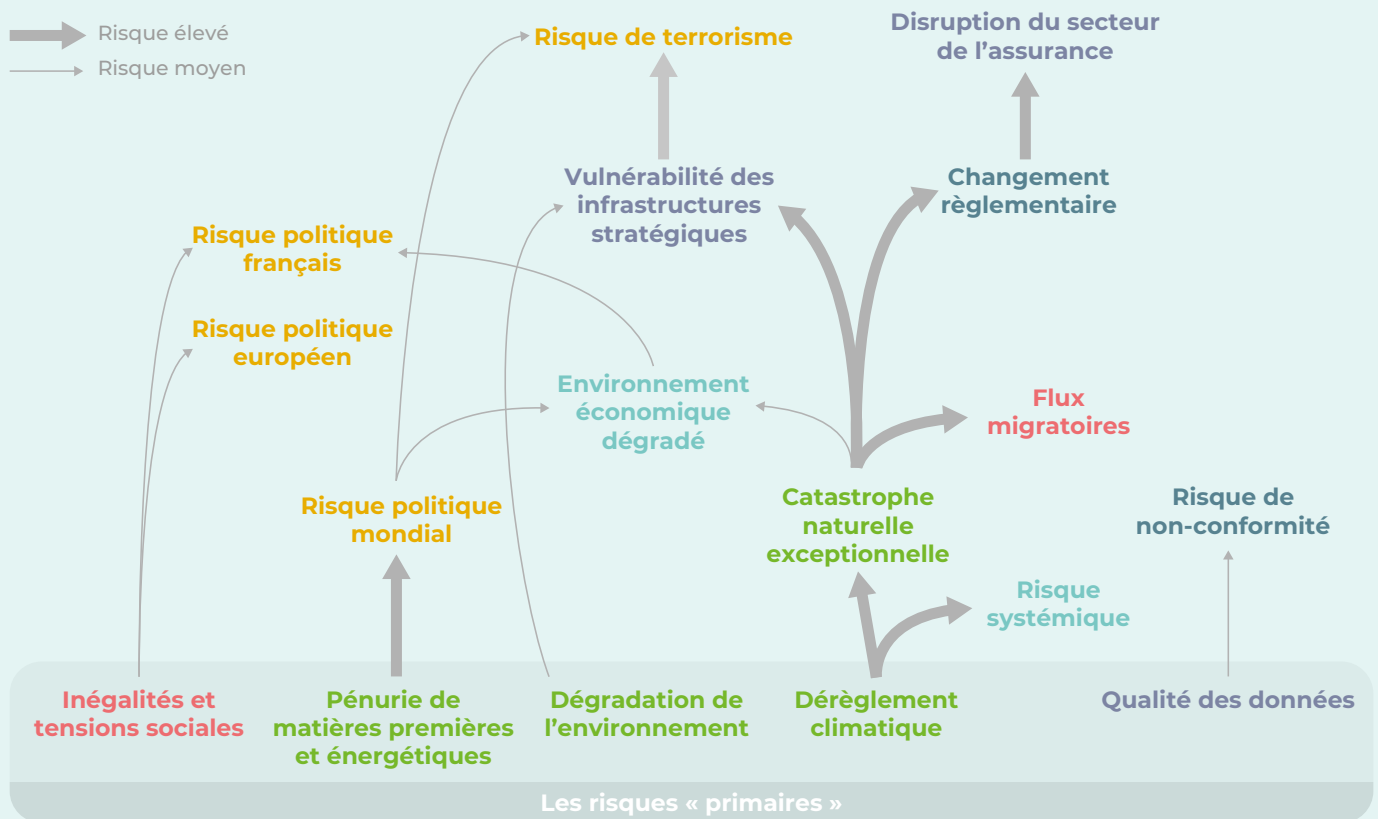 Risque élevé
Risque moyen
Risque de terrorisme
Disruption du secteur
de l’assurance
Vulnérabilité des
infrastructures
stratégiques
Changement
règlementaire
Risque politique
français
Risque politique
européen
Environnement
économique
dégradé
Flux
migratoires
Risque politique
mondial
Catastrophe
naturelle
exceptionnelle
Risque de
non-conformité
Risque
systémique
Inégalités et
tensions sociales
Pénurie de
matières premières
et énergétiques
Dégradation de
l’environnement
Dérèglement
climatique
Qualité des données
Les risques « primaires »